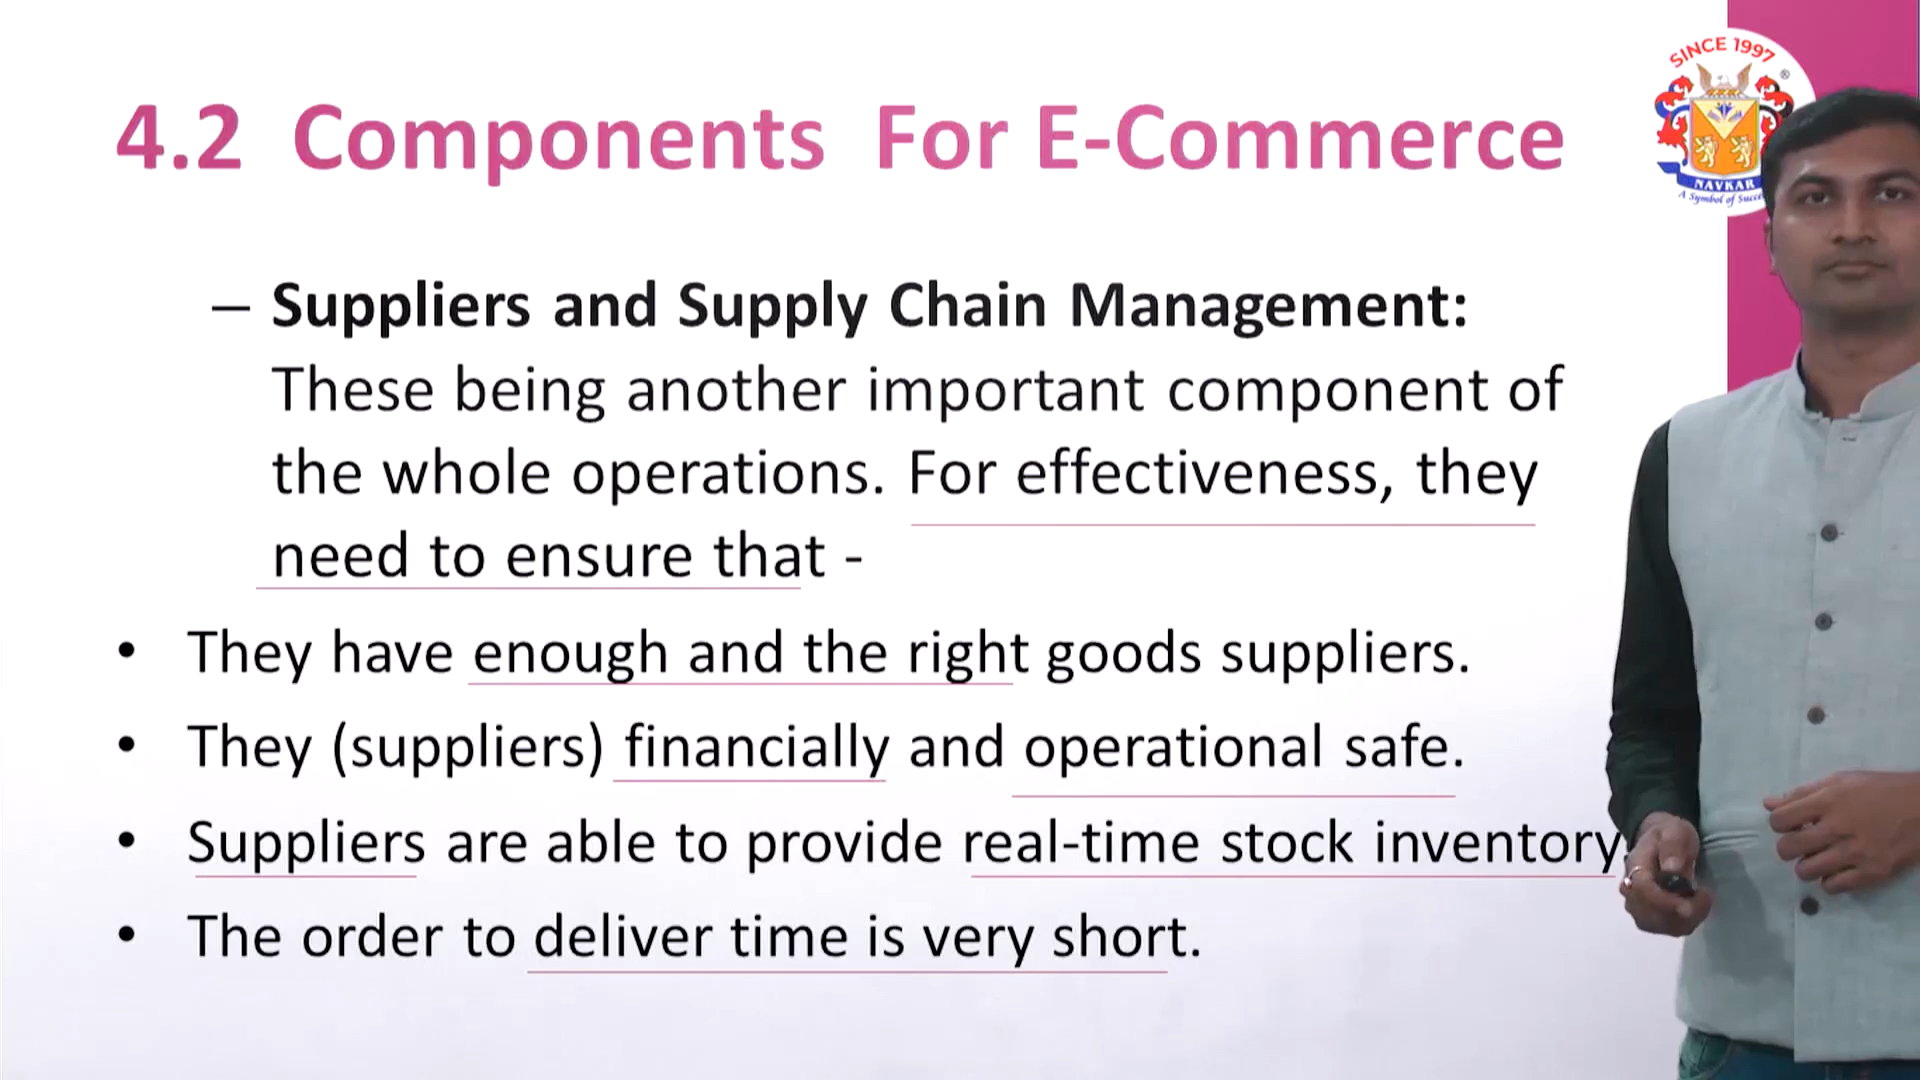 SINCE 1997
®
4.2 Components For E-Commerce
NAVKAR
A Symbol of
– Suppliers and Supply Chain Management:
These being another important component of
the whole operations. For effectiveness, they
need to ensure that -
• They have enough and the right goods suppliers.
• They (suppliers) financially and operational safe.
• Suppliers are able to provide real-time stock inventory
• The order to deliver time is very short.